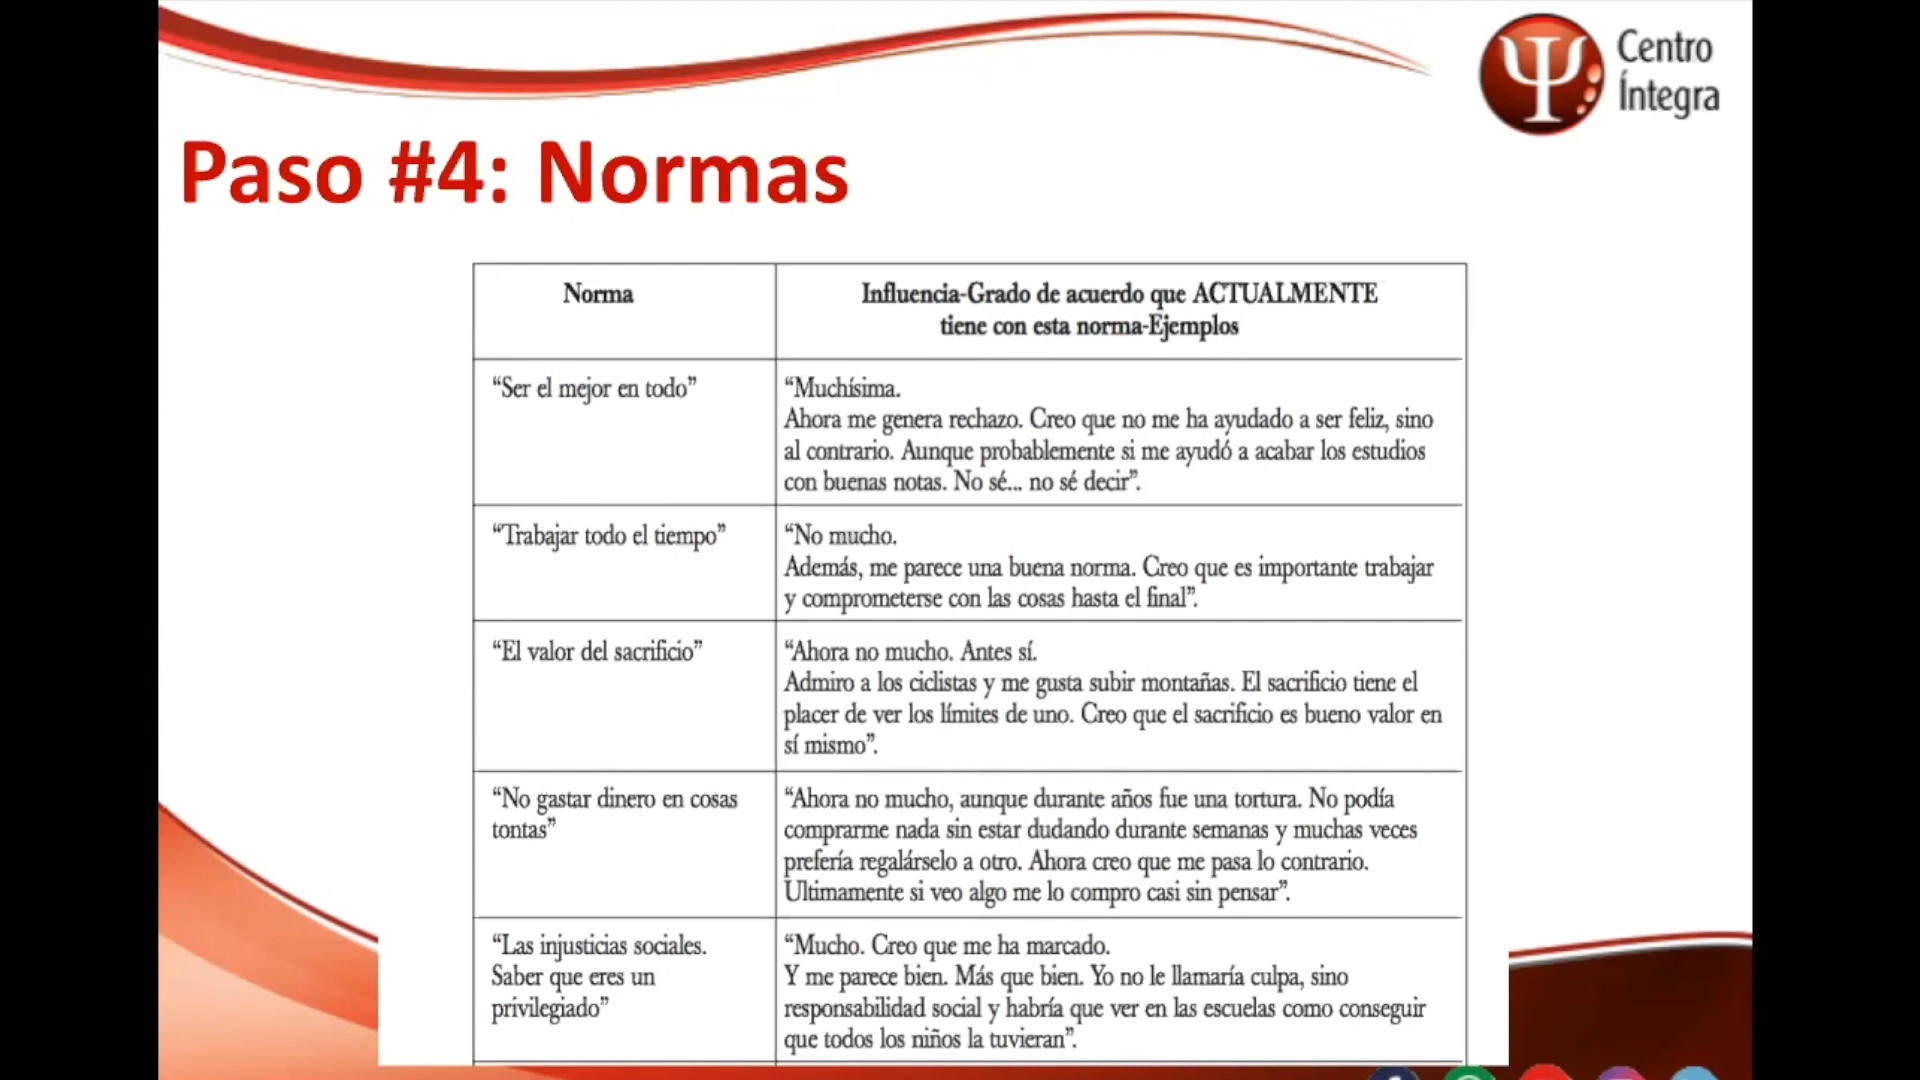 Centro
Íntegra
Paso #4: Normas
Norma
Influencia-Grado de acuerdo que ACTUALMENTE
tiene con esta norma-Ejemplos
“Ser el mejor en todo”
“Muchísima.
Ahora me genera rechazo. Creo que no me ha ayudado a ser feliz, sino
al contrario. Aunque probablemente si me ayudó a acabar los estudios
con buenas notas. No sé... no sé decir”.
“Trabajar todo el tiempo”
“No mucho.
Además, me parece una buena norma. Creo que es importante trabajar
y comprometerse con las cosas hasta el final”.
“El valor del sacrificio”
“Ahora no mucho. Antes sí.
Admiro a los ciclistas y me gusta subir montañas. El sacrificio tiene el
placer de ver los límites de uno. Creo que el sacrificio es bueno valor en
sí mismo”.
“No gastar dinero en cosas
tontas”
“Ahora no mucho, aunque durante años fue una tortura. No podía
comprarme nada sin estar dudando durante semanas y muchas veces
prefería regalárselo a otro. Ahora creo que me pasa lo contrario.
Ultimamente si veo algo me lo compro casi sin pensar”.
“Las injusticias sociales.
Saber que eres un
privilegiado”
“Mucho. Creo que me ha marcado.
Y me parece bien. Más que bien. Yo no le llamaría culpa, sino
responsabilidad social y habría que ver en las escuelas como conseguir
que todos los niños la tuvieran”.